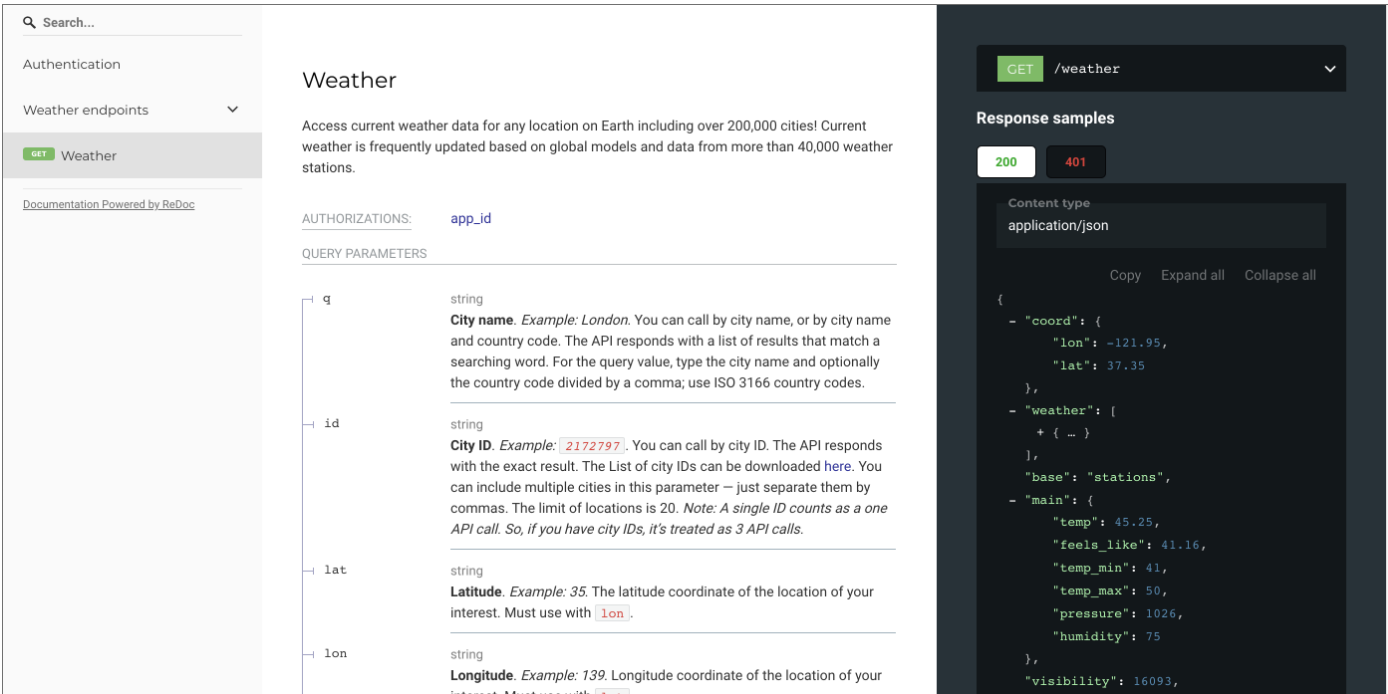 Search...
Authentication
Weather endpoints
GET Weather
Documentation Powered by ReDoc
Weather
Access current weather data for any location on Earth including over 200,000 cities! Current
weather is frequently updated based on global models and data from more than 40,000 weather
stations.
AUTHORIZATIONS: app_id
QUERY PARAMETERS
q string
City name. Example: London. You can call by city name, or by city name
and country code. The API responds with a list of results that match a
searching word. For the query value, type the city name and optionally
the country code divided by a comma; use ISO 3166 country codes.
id string
City ID. Example: 2172797. You can call by city ID. The API responds
with the exact result. The List of city IDs can be downloaded here. You
can include multiple cities in this parameter — just separate them by
commas. The limit of locations is 20. Note: A single ID counts as a one
API call. So, if you have city IDs, it's treated as 3 API calls.
lat string
Latitude. Example: 35. The latitude coordinate of the location of your
interest. Must use with lon.
lon string
Longitude. Example: 139. Longitude coordinate of the location of your
interest. Must use with
GET /weather
Response samples
200 401
Content type
application/json
Copy Expand all Collapse all
{
- "coord": {
"lon": -121.95,
"lat": 37.35
},
- "weather": [
+ { … }
],
"base": "stations",
- "main": {
"temp": 45.25,
"feels_like": 41.16,
"temp_min": 41,
"temp_max": 50,
"pressure": 1026,
"humidity": 75
},
"visibility": 16093,